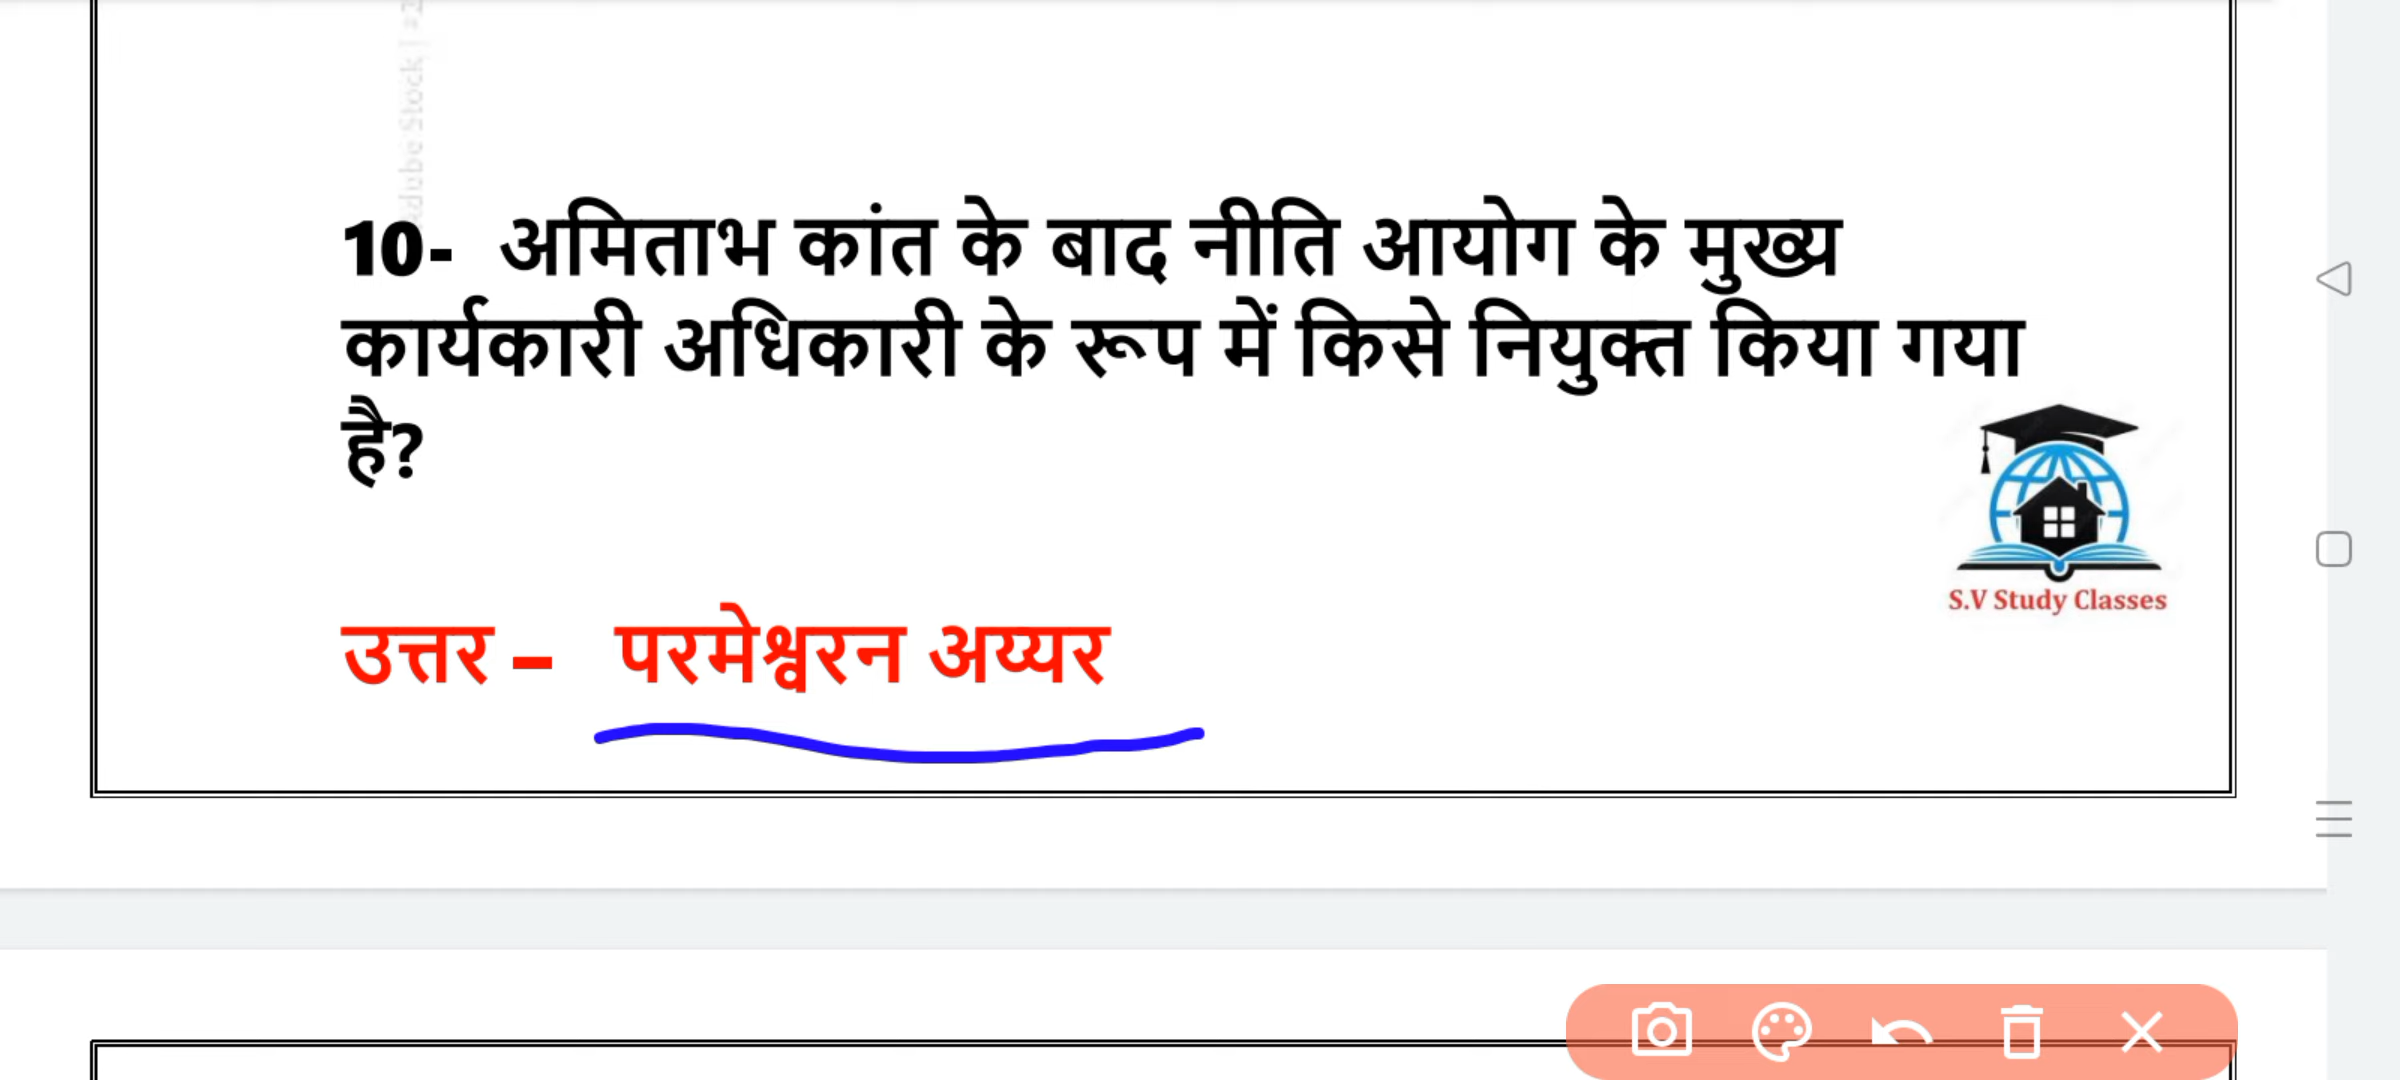 10- अमिताभ कांत के बाद नीति आयोग के मुख्य
कार्यकारी अधिकारी के रूप में किसे नियुक्त किया गया
है?
S.V Study Classes
उत्तर – परमेश्वरन अय्यर